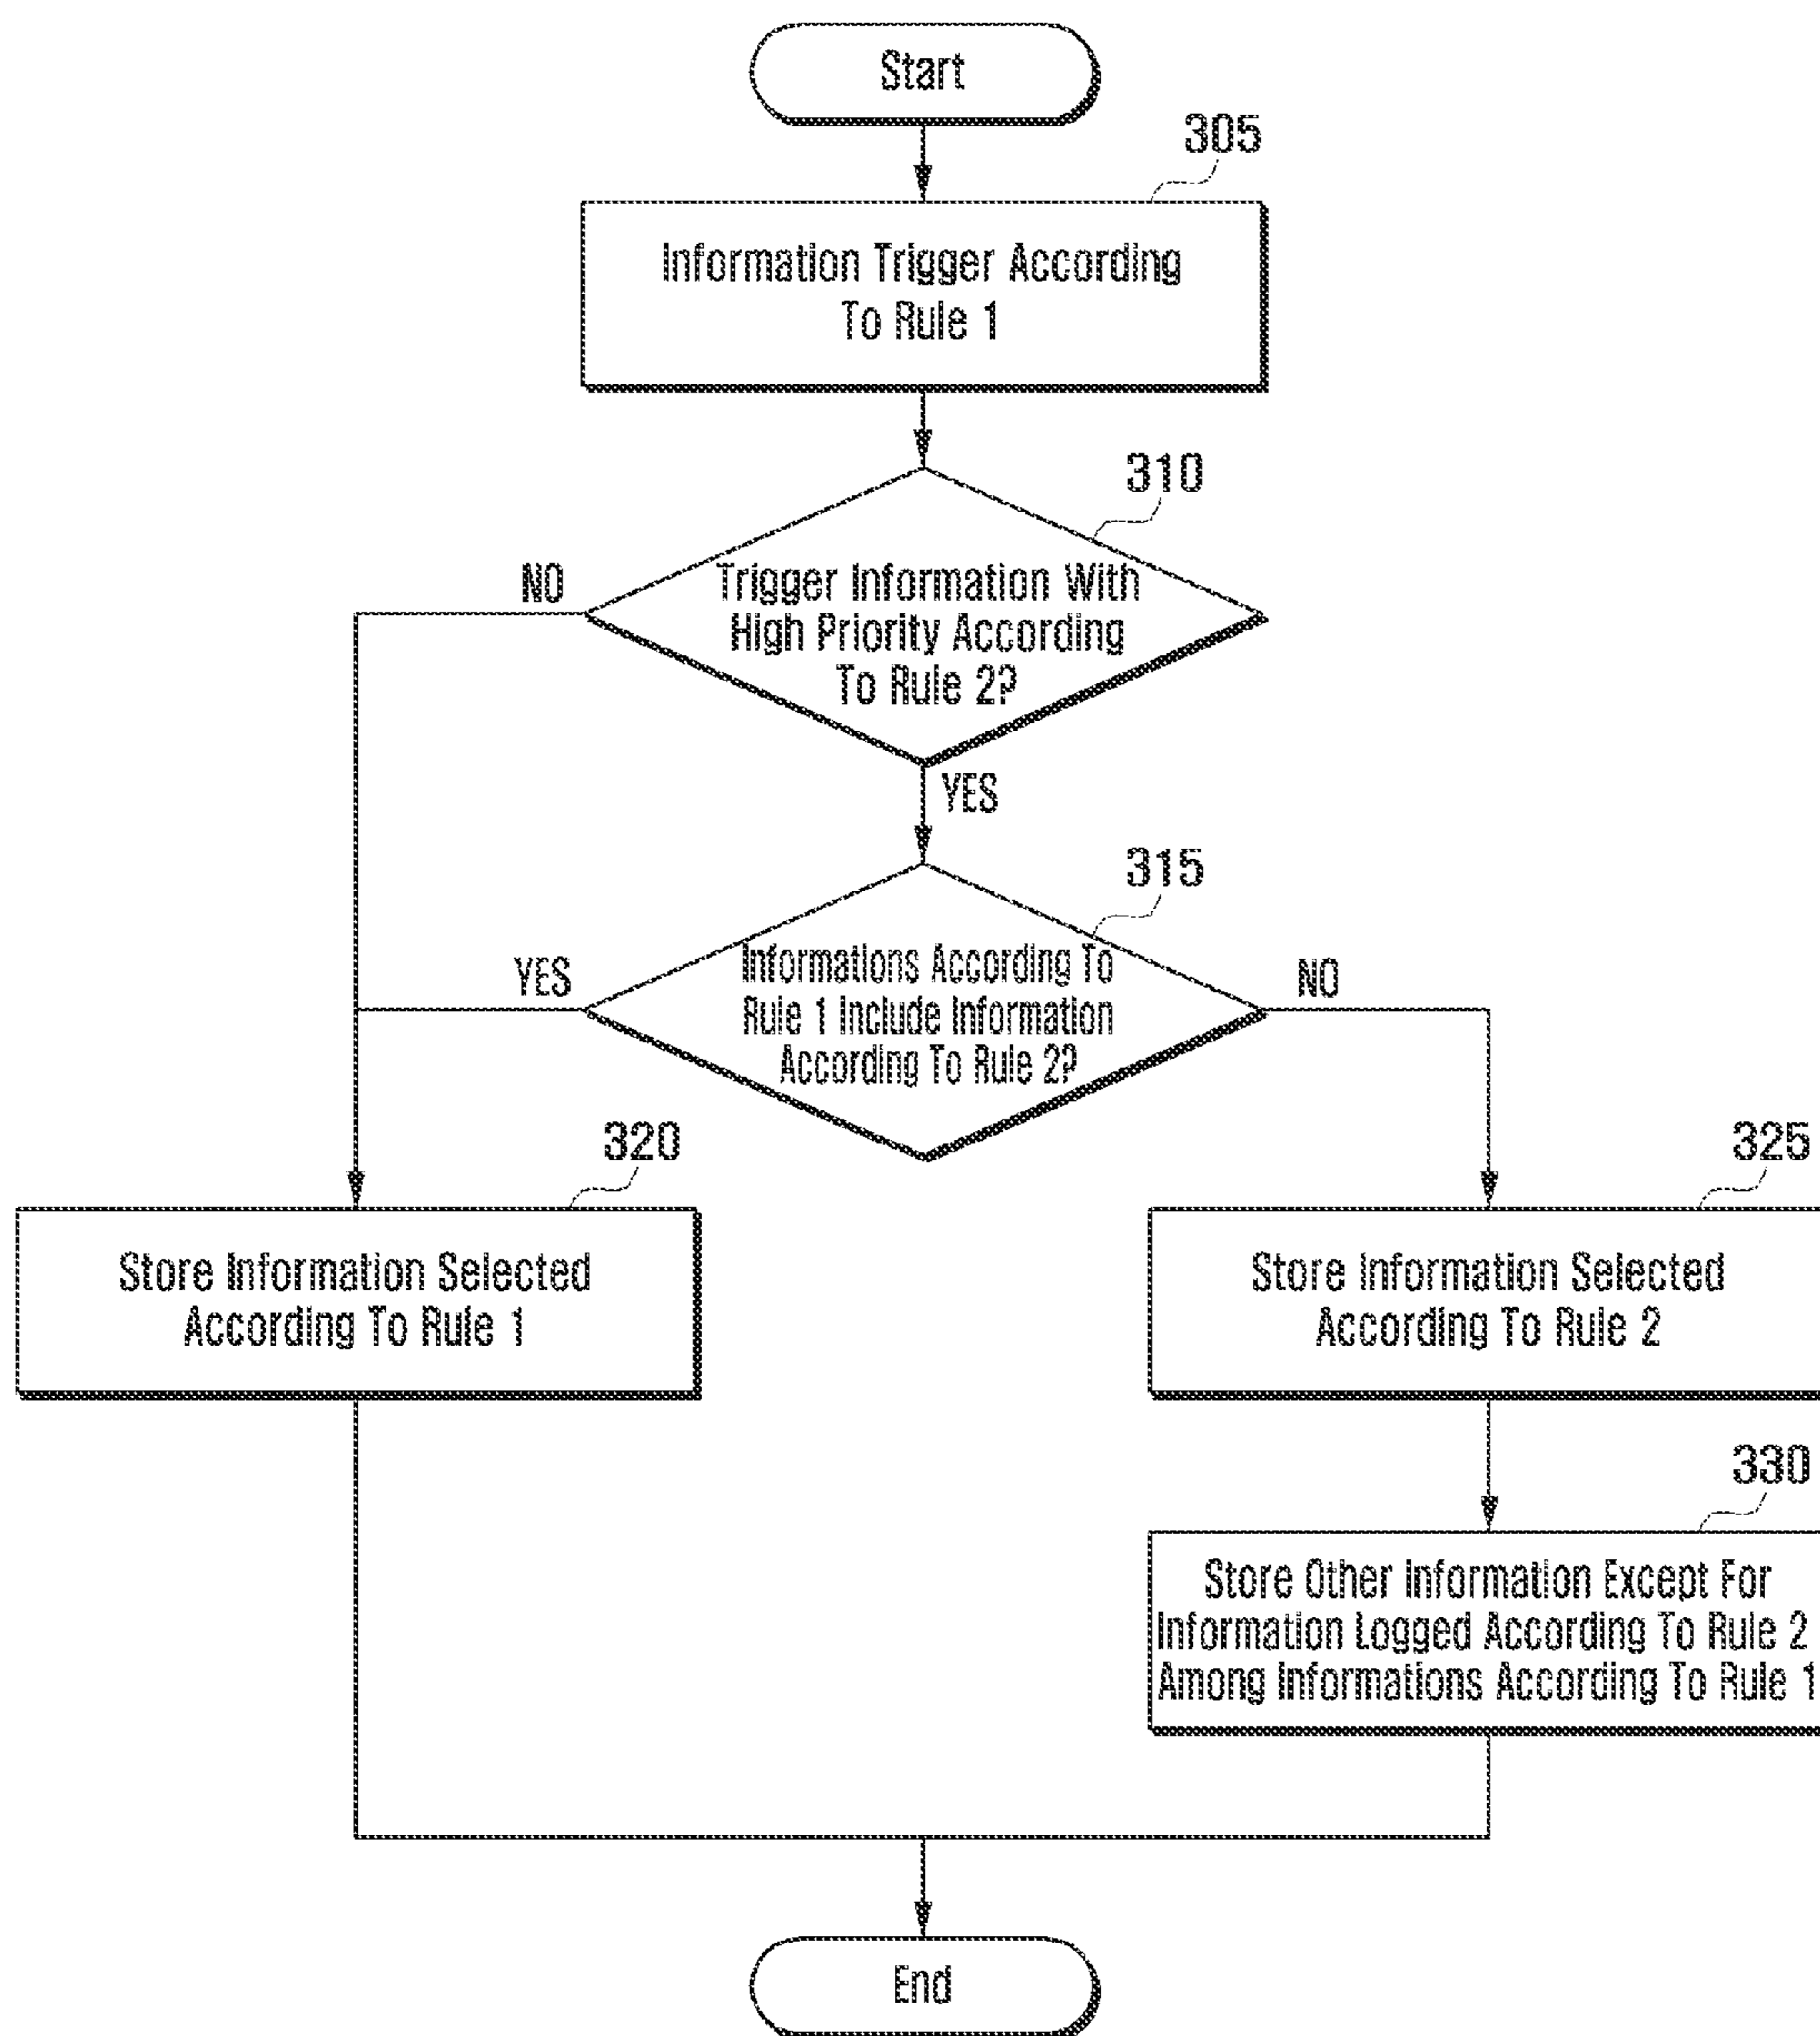 Start
305
Information Trigger According
To Rule 1
310
NO
Trigger Information With
High Priority According
To Rule 2?
YES
315
YES
Informations According To
Rule 1 Include Information
According To Rule 2?
NO
320
325
Store Information Selected
According To Rule 1
Store Information Selected
According To Rule 2
330
Store Other Information Except For
Information Logged According To Rule 2
Among Informations According To Rule 1
End